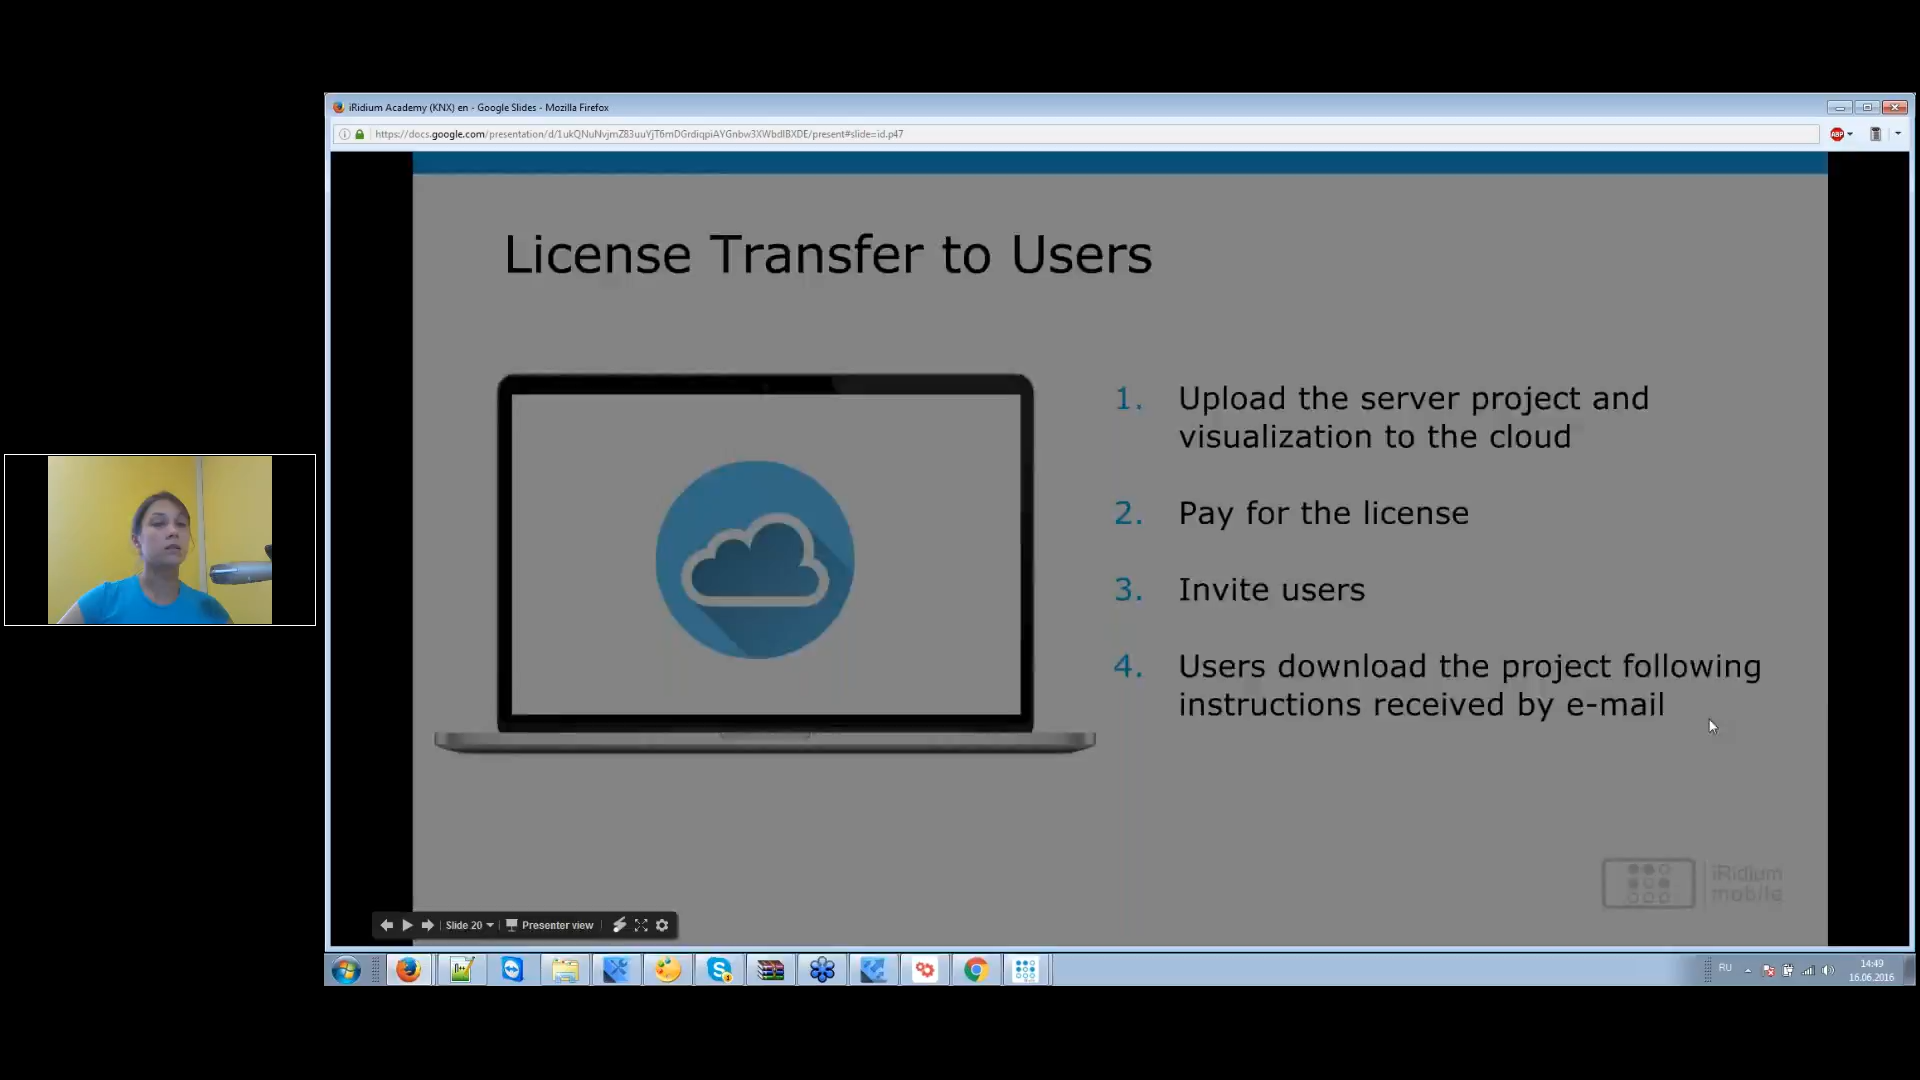 iRidium Academy (KNX) en - Google Slides - Mozilla Firefox
License Transfer to Users
1. Upload the server project and
visualization to the cloud
2. Pay for the license
3. Invite users
4. Users download the project following
instructions received by e-mail
iRidium
mobile
Slide 20
Presenter view
RU
14:49
16.06.2016
ABP